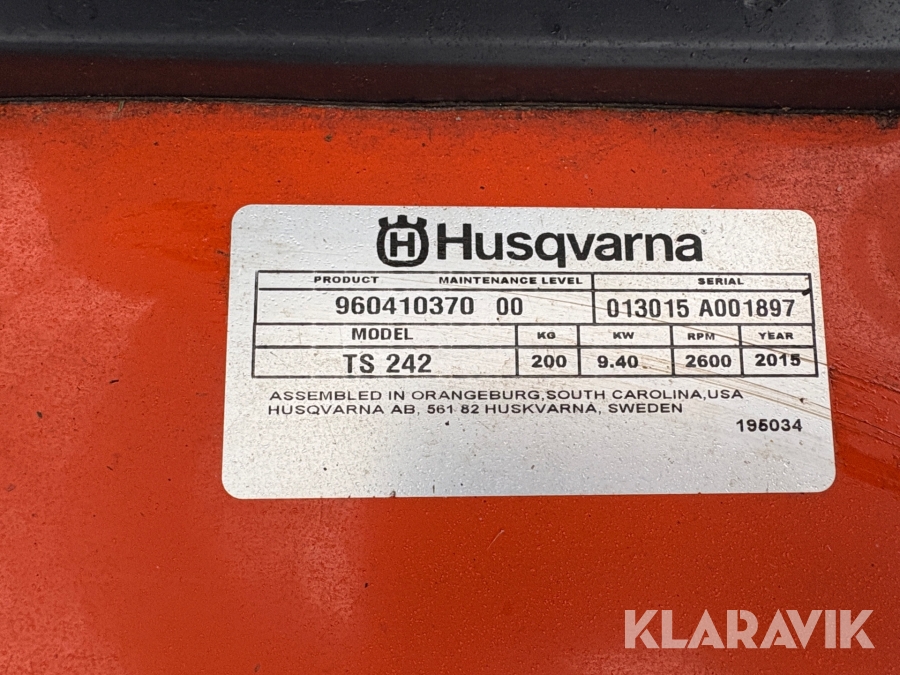 H Husqvarna
PRODUCT MAINTENANCE LEVEL SERIAL
960410370 00 013015 A001897
MODEL KG KW RPM YEAR
TS 242 200 9.40 2600 2015
ASSEMBLED IN ORANGEBURG,SOUTH CAROLINA,USA
HUSQVARNA AB, 561 82 HUSKVARNA, SWEDEN
195034
KLARAVIK